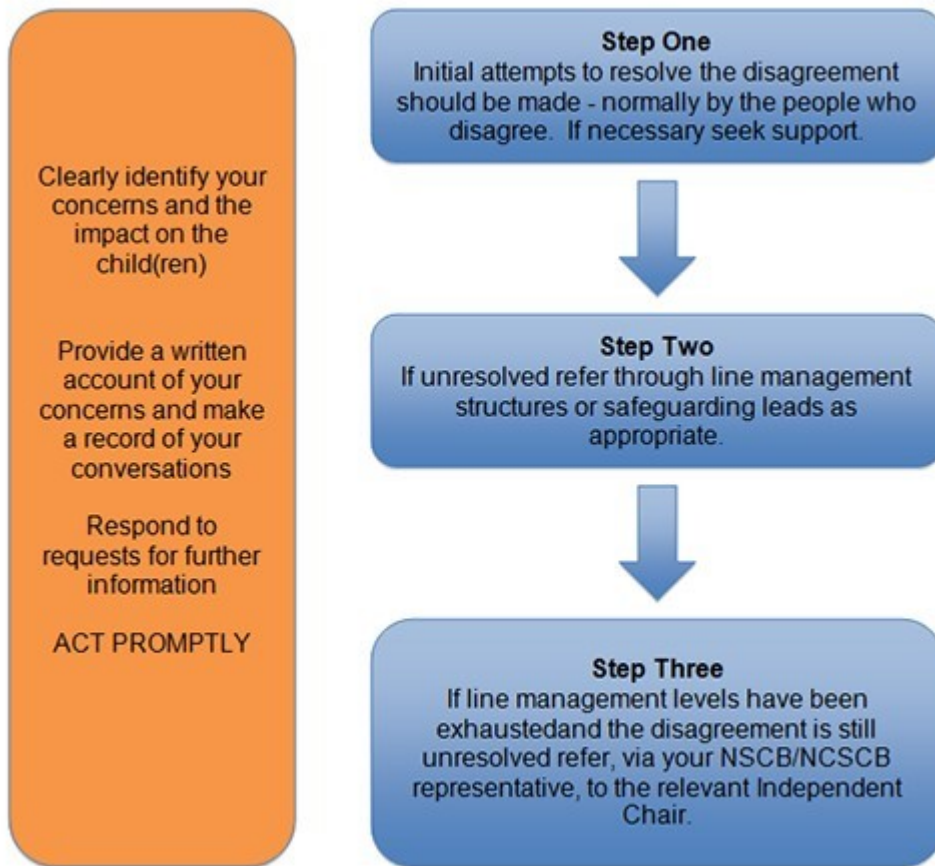 Clearly identify your
concerns and the
impact on the
child(ren)
Provide a written
account of your
concerns and make
a record of your
conversations
Respond to
requests for further
information
ACT PROMPTLY
Step One
Initial attempts to resolve the disagreement
should be made - normally by the people who
disagree.  If necessary seek support.
Step Two
If unresolved refer through line management
structures or safeguarding leads as
appropriate.
Step Three
If line management levels have been
exhaustedand the disagreement is still
unresolved refer, via your NSCB/NCSCB
representative, to the relevant Independent
Chair.